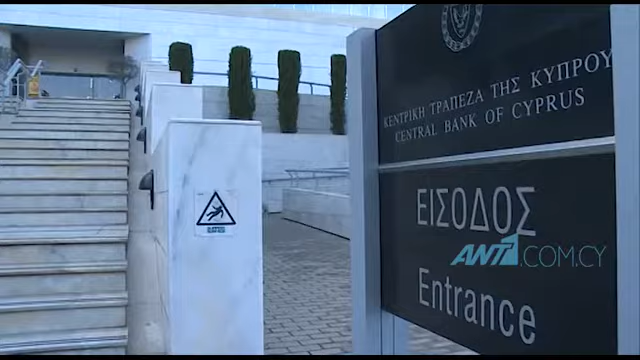 ΚΕΝΤΡΙΚΗ ΤΡΑΠΕΖΑ ΤΗΣ ΚΥΠΡΟΥ
CENTRAL BANK OF CYPRUS
ΕΙΣΟΔΟΣ
ANT1.COM.CY
Entrance